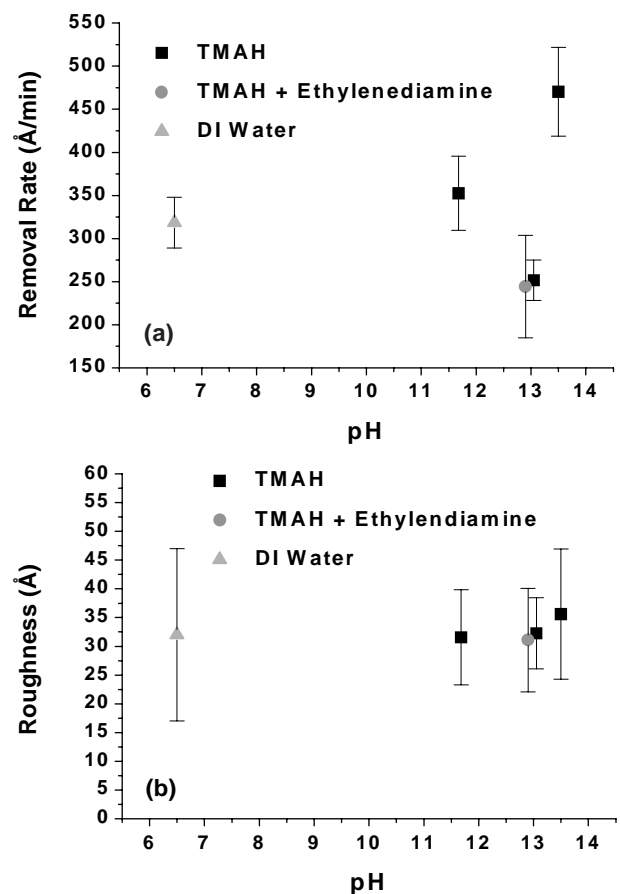 550
500
450
400
350
300
250
200
150
Removal Rate (Å/min)
TMAH
TMAH + Ethylenediamine
DI Water
(a)
6 7 8 9 10 11 12 13 14
pH
60
55
50
45
40
35
30
25
20
15
10
5
0
Roughness (Å)
TMAH
TMAH + Ethylendiamine
DI Water
(b)
6 7 8 9 10 11 12 13 14
pH